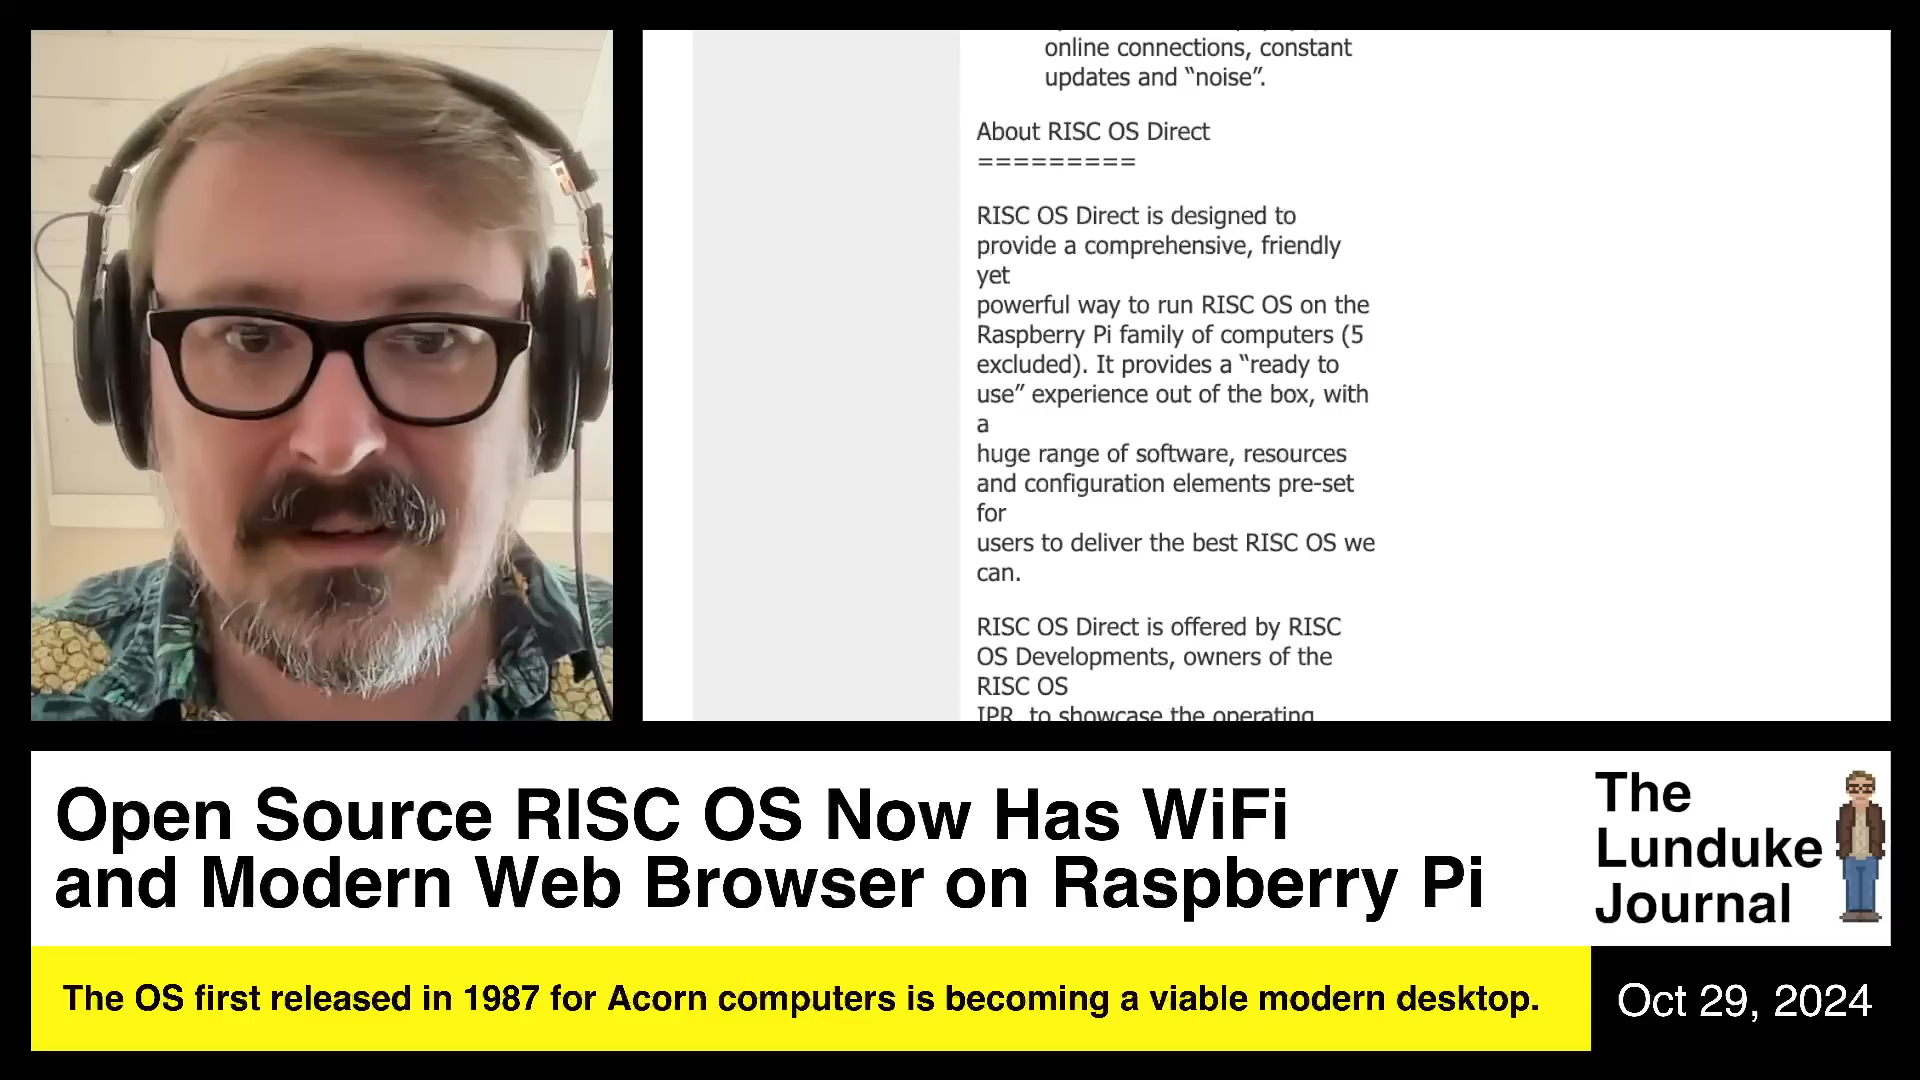 online connections, constant
updates and “noise”.
About RISC OS Direct
=========
RISC OS Direct is designed to
provide a comprehensive, friendly
yet
powerful way to run RISC OS on the
Raspberry Pi family of computers (5
excluded). It provides a “ready to
use” experience out of the box, with
a
huge range of software, resources
and configuration elements pre-set
for
users to deliver the best RISC OS we
can.
RISC OS Direct is offered by RISC
OS Developments, owners of the
RISC OS
IPR, to showcase the operating
Open Source RISC OS Now Has WiFi
and Modern Web Browser on Raspberry Pi
The
Lunduke
Journal
The OS first released in 1987 for Acorn computers is becoming a viable modern desktop.
Oct 29, 2024